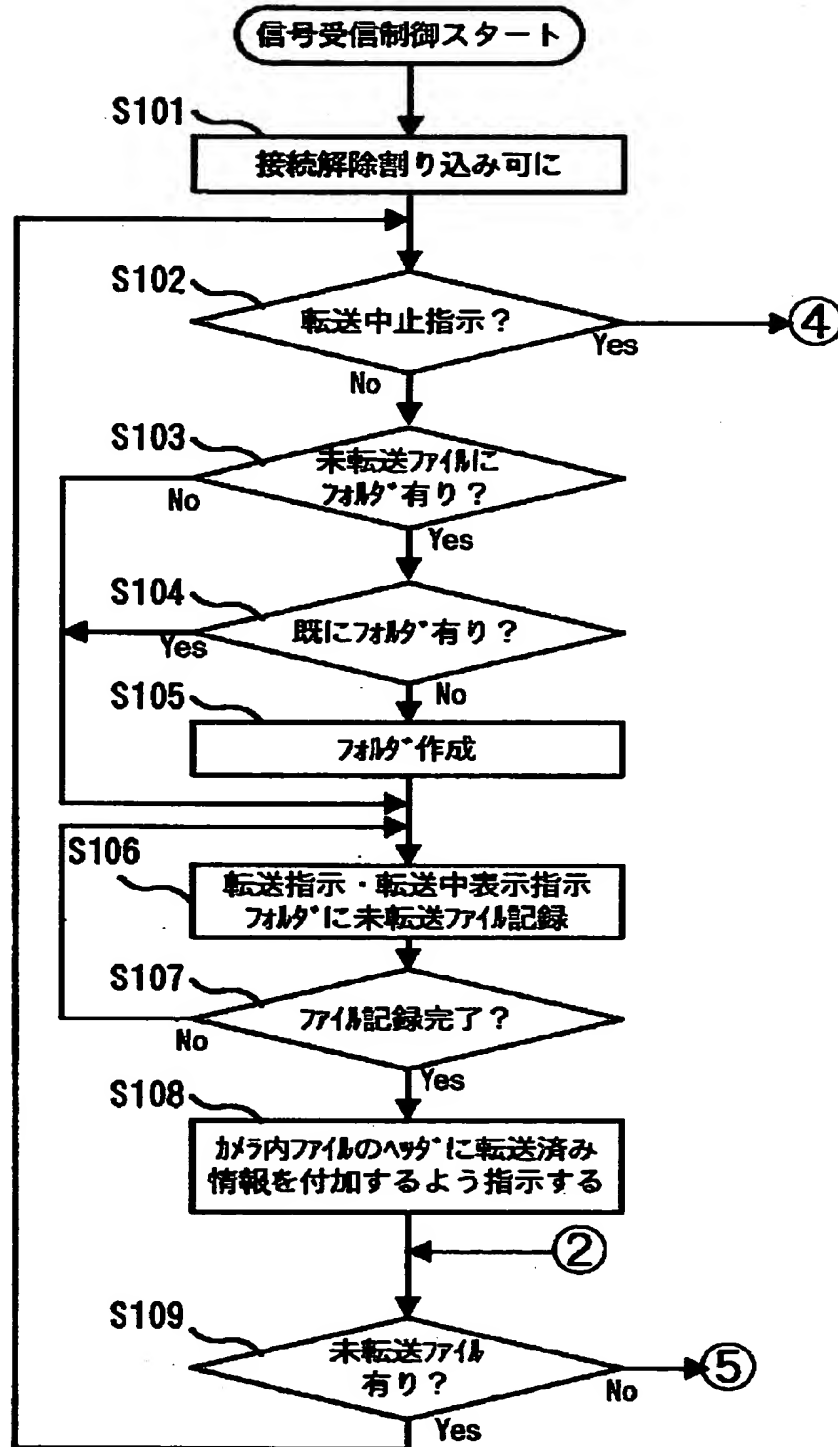 信号受信制御スタート
S101
接続解除割り込み可に
S102
転送中止指示？
Yes
④
No
S103
未転送ファイルに
フォルダ有り？
No
Yes
S104
既にフォルダ有り？
Yes
No
S105
フォルダ作成
S106
転送指示・転送中表示指示
フォルダに未転送ファイル記録
S107
ファイル記録完了？
No
Yes
S108
カメラ内ファイルのヘッダに転送済み
情報を付加するよう指示する
②
S109
未転送ファイル
有り？
No
⑤
Yes